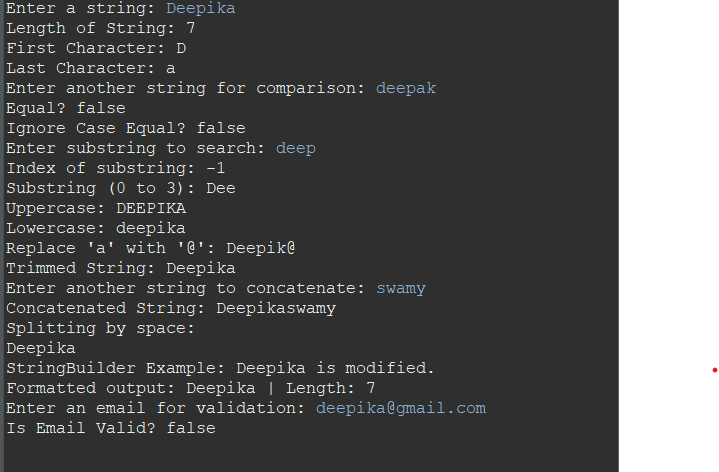 Enter a string: Deepika
Length of String: 7
First Character: D
Last Character: a
Enter another string for comparison: deepak
Equal? false
Ignore Case Equal? false
Enter substring to search: deep
Index of substring: -1
Substring (0 to 3): Dee
Uppercase: DEEPIKA
Lowercase: deepika
Replace 'a' with '@': Deepik@
Trimmed String: Deepika
Enter another string to concatenate: swamy
Concatenated String: Deepikaswamy
Splitting by space:
Deepika
StringBuilder Example: Deepika is modified.
Formatted output: Deepika | Length: 7
Enter an email for validation: deepika@gmail.com
Is Email Valid? false